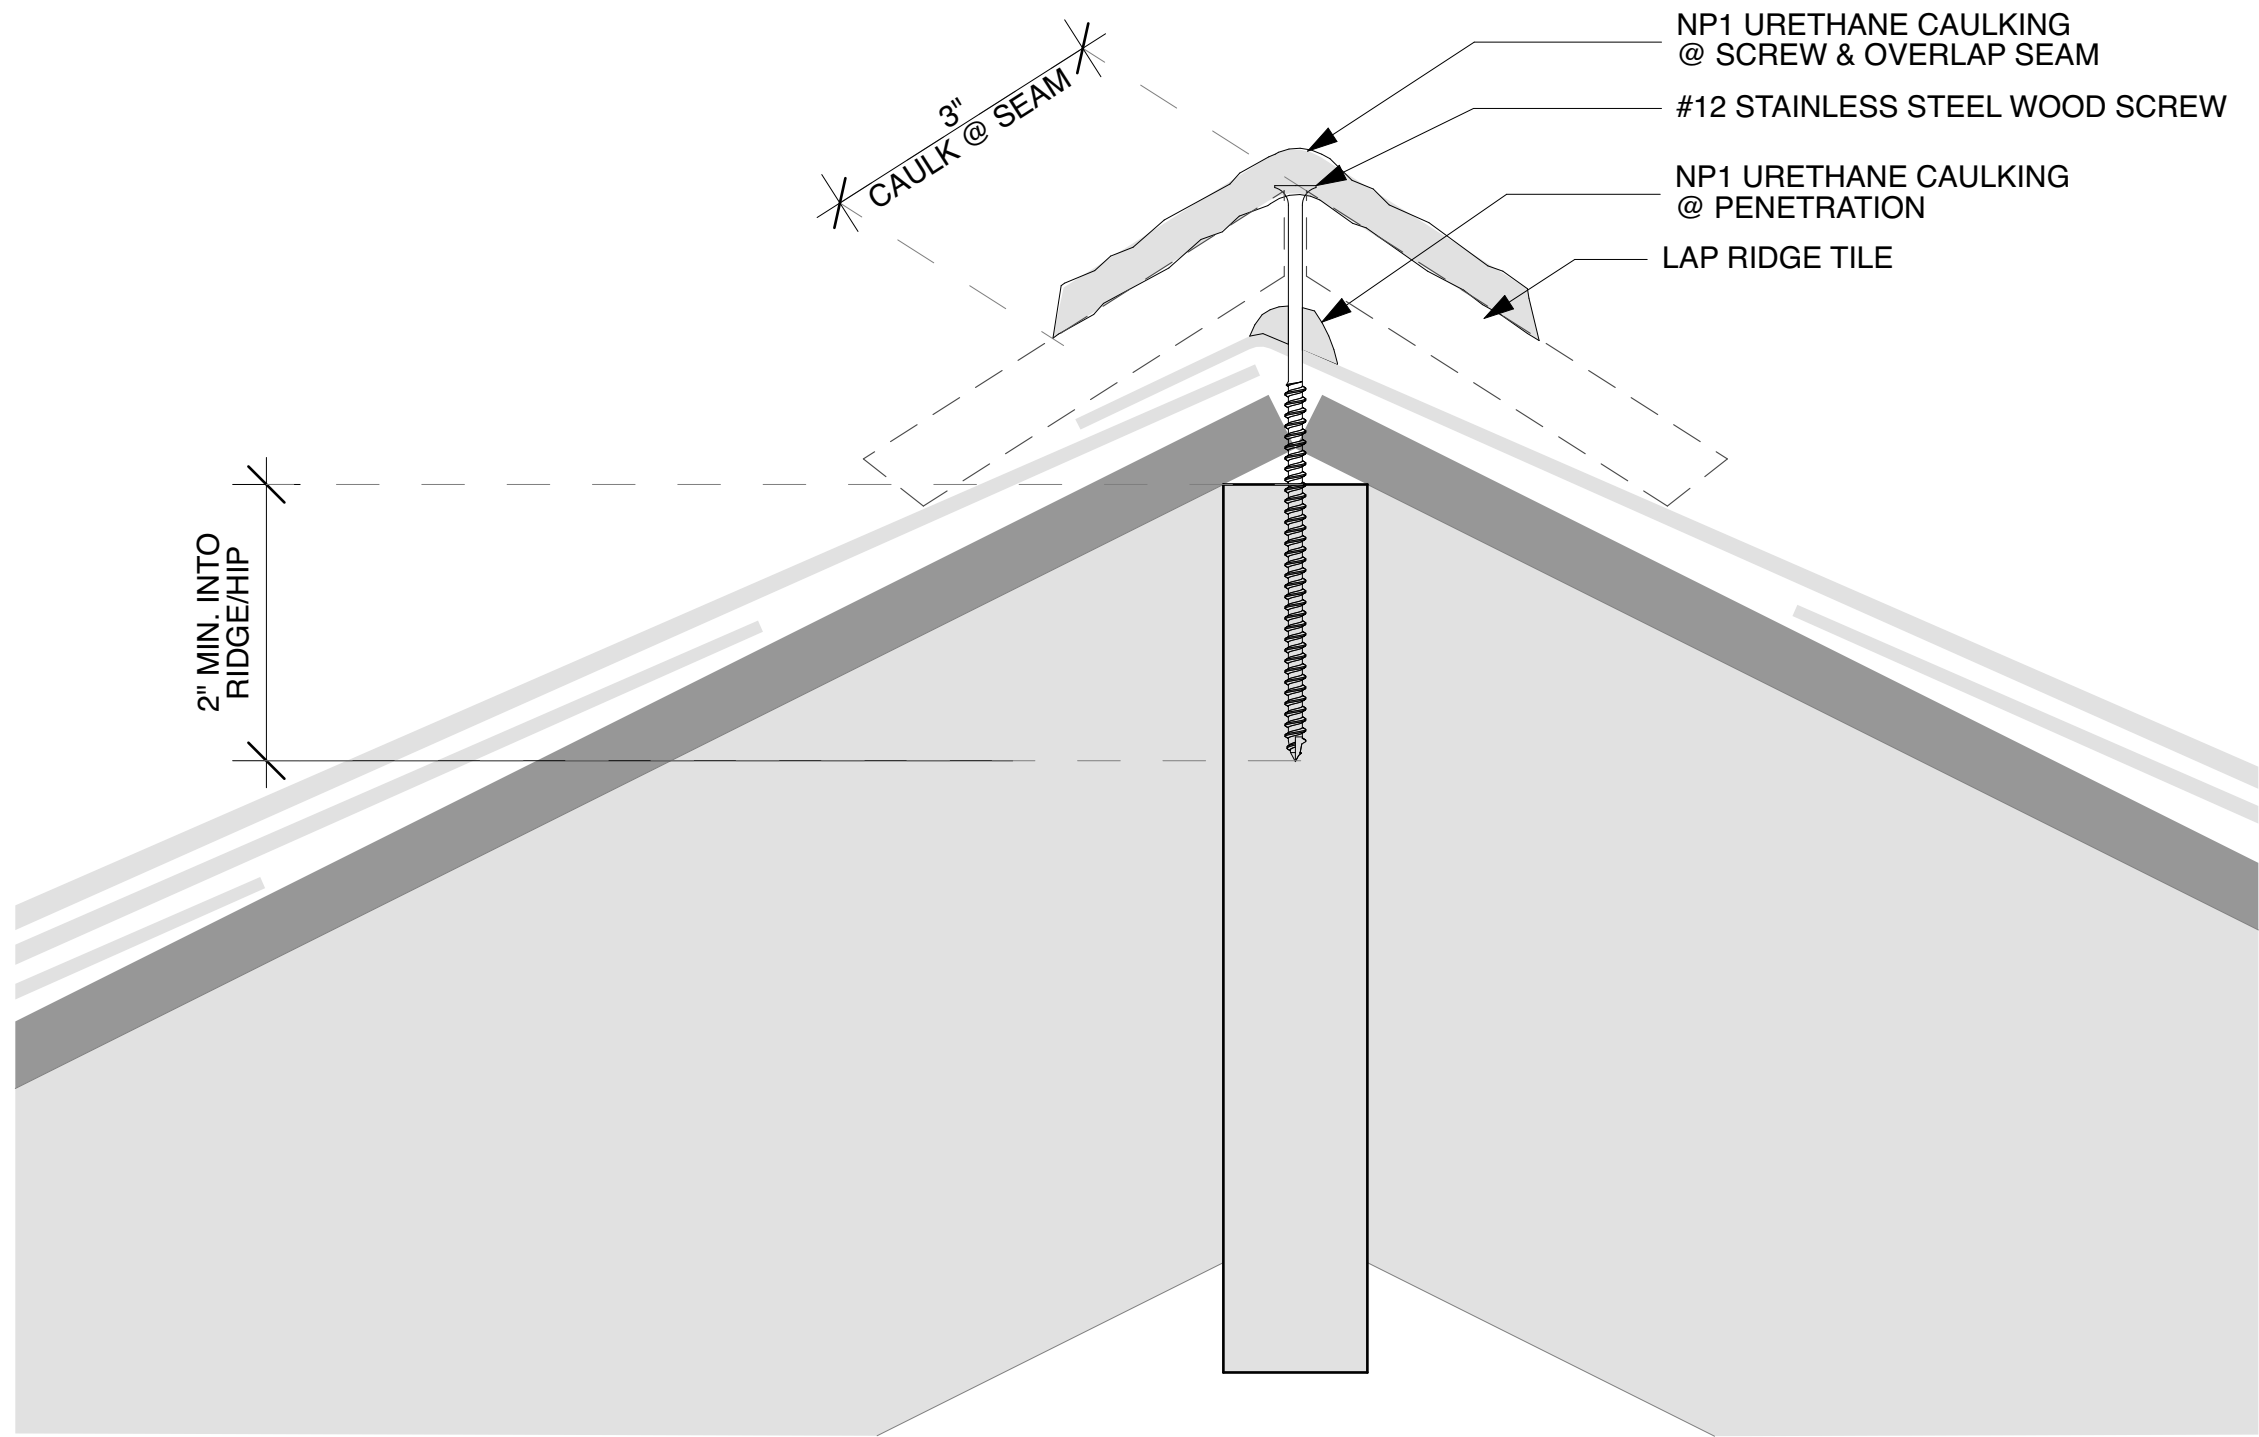 NP1 URETHANE CAULKING
@ SCREW & OVERLAP SEAM
#12 STAINLESS STEEL WOOD SCREW
NP1 URETHANE CAULKING
@ PENETRATION
LAP RIDGE TILE
3"
CAULK @ SEAM
2" MIN. INTO
RIDGE/HIP